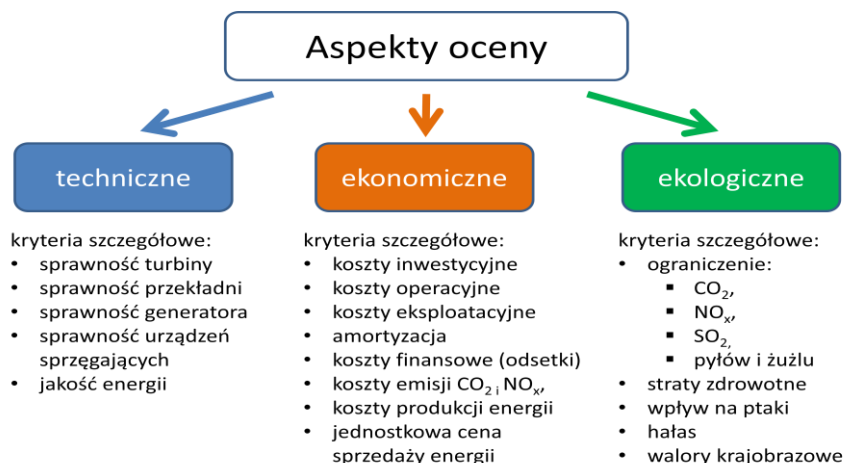 Aspekty oceny
techniczne
kryteria szczegółowe:
• sprawność turbiny
• sprawność przekładni
• sprawność generatora
• sprawność urządzeń
sprzęgających
• jakość energii
ekonomiczne
kryteria szczegółowe:
• koszty inwestycyjne
• koszty operacyjne
• koszty eksploatacyjne
• amortyzacja
• koszty finansowe (odsetki)
• koszty emisji CO₂ i NOₓ,
• koszty produkcji energii
• jednostkowa cena
sprzedaży energii
ekologiczne
kryteria szczegółowe:
• ograniczenie:
▪ CO₂,
▪ NOₓ,
▪ SO₂,
▪ pyłów i żużlu
• straty zdrowotne
• wpływ na ptaki
• hałas
• walory krajobrazowe